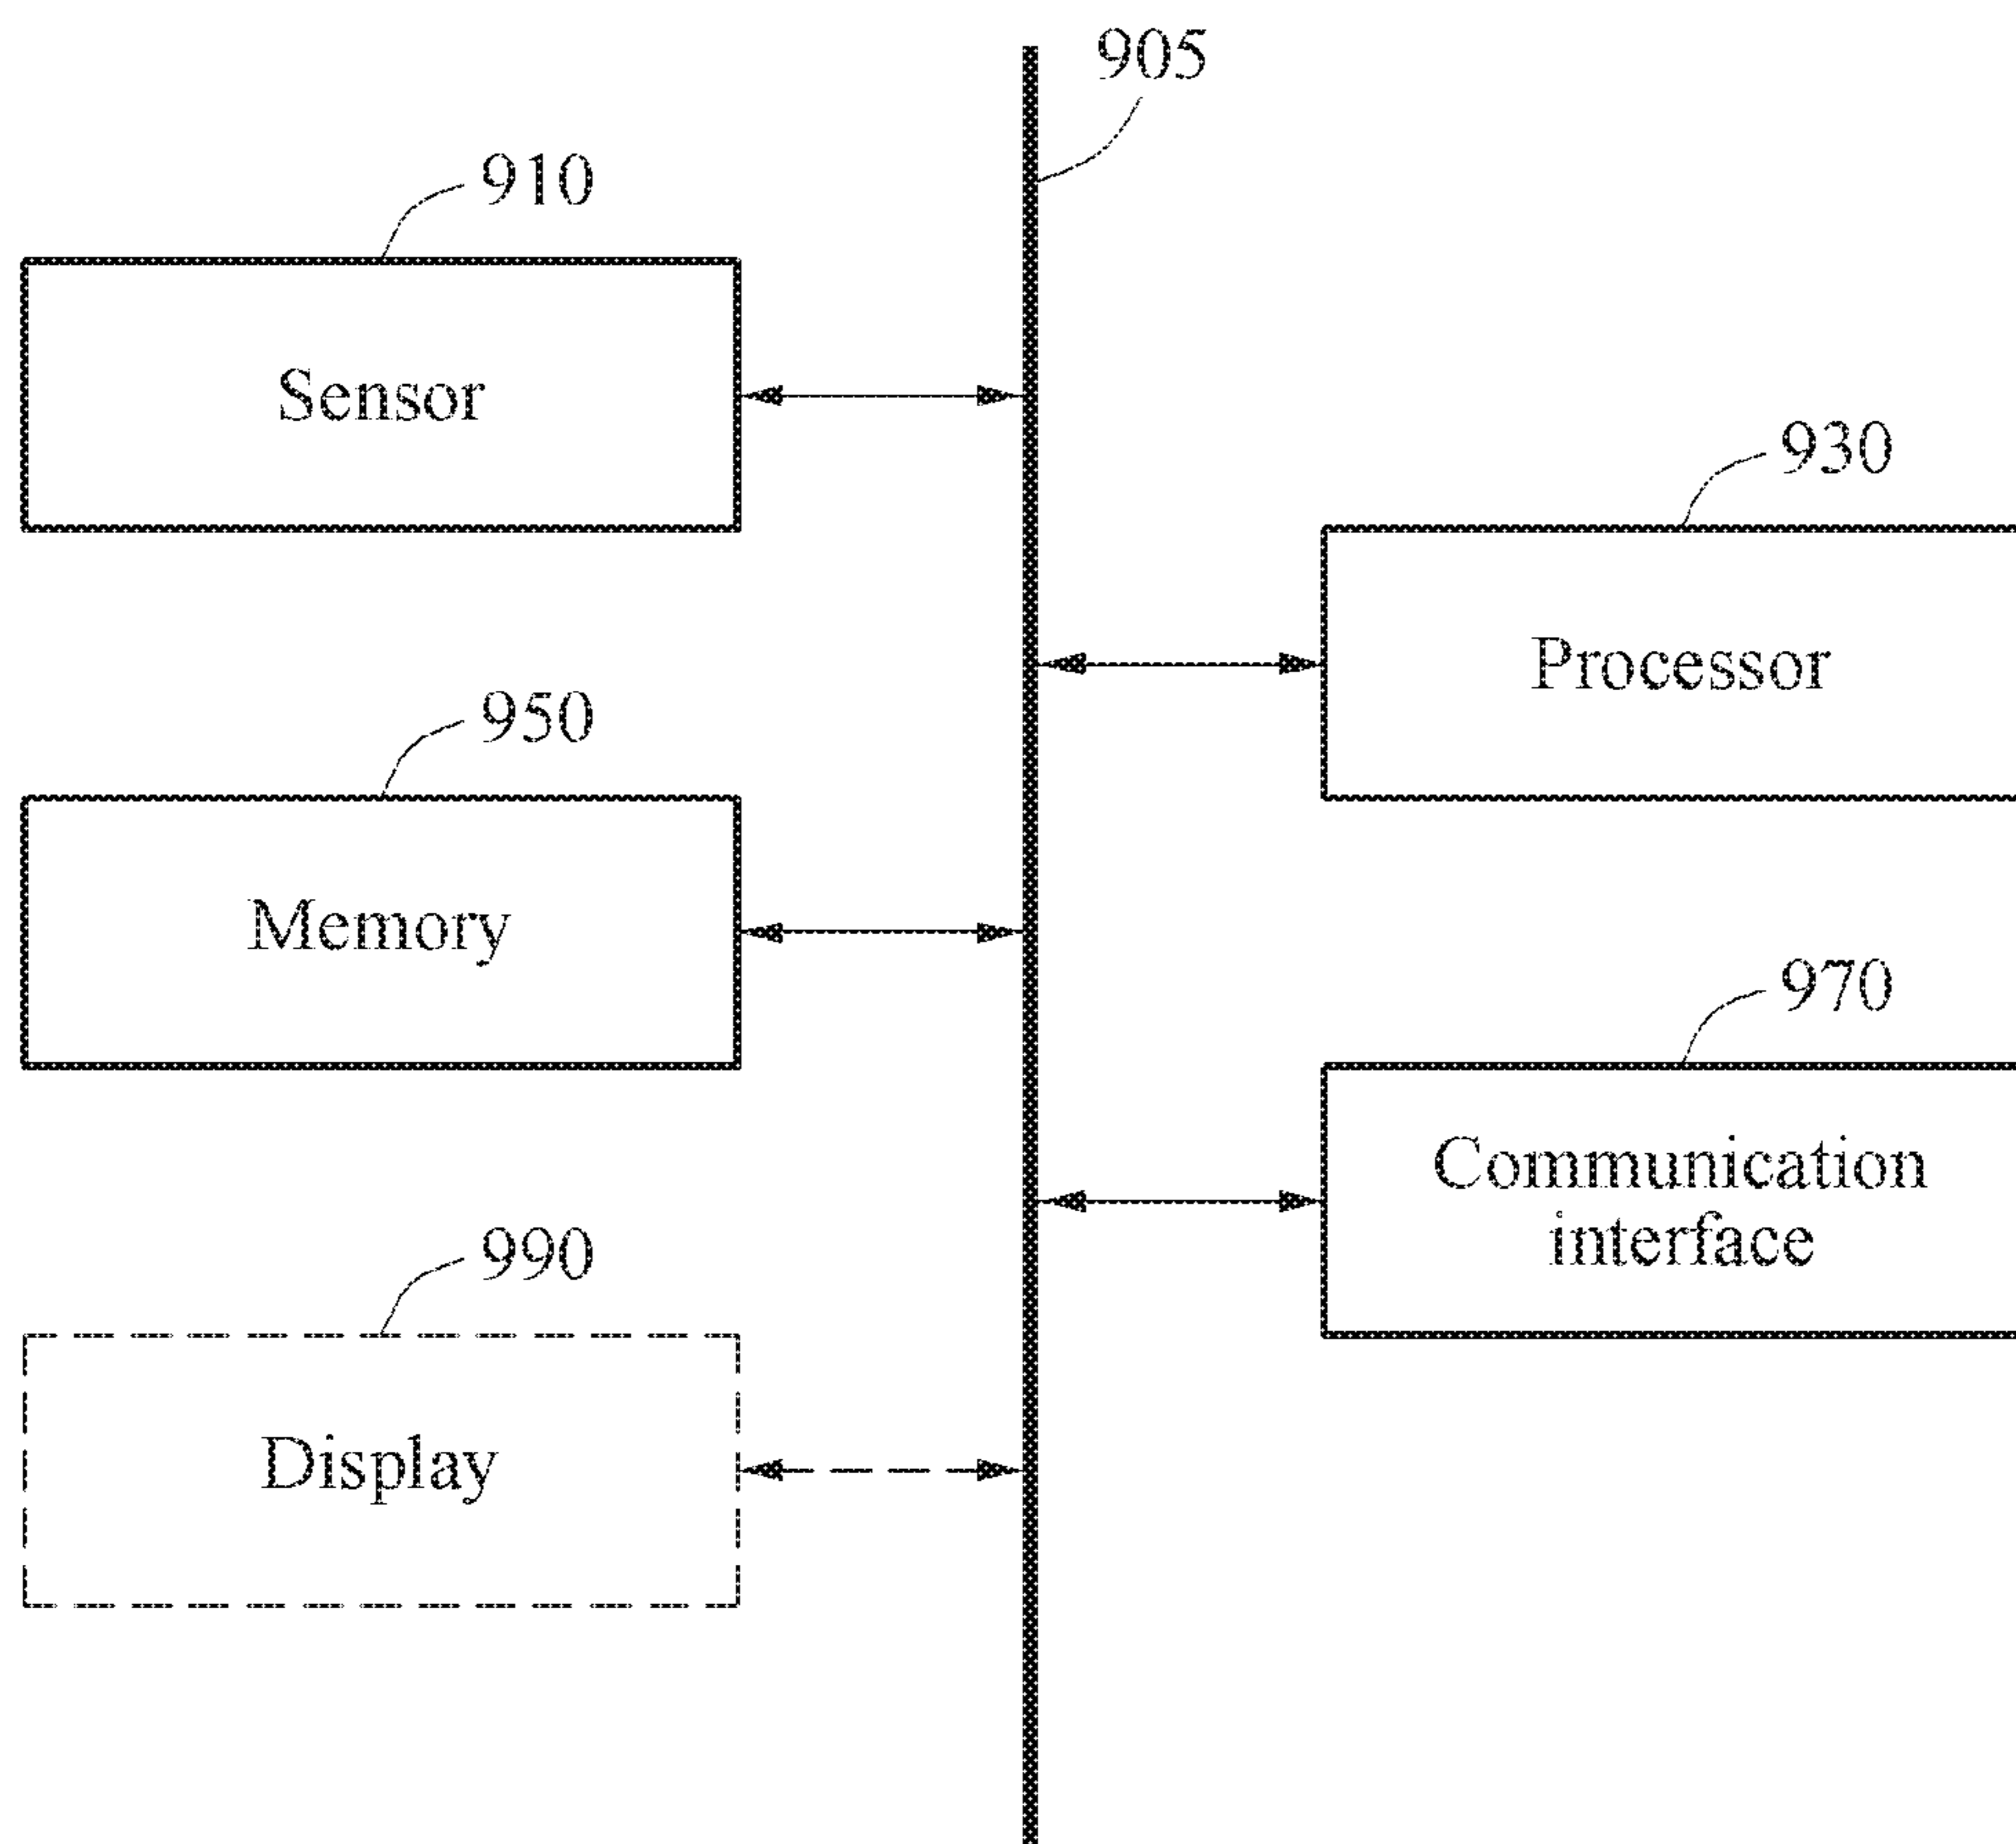 905
910
Sensor
930
Processor
950
Memory
970
Communication
interface
990
Display